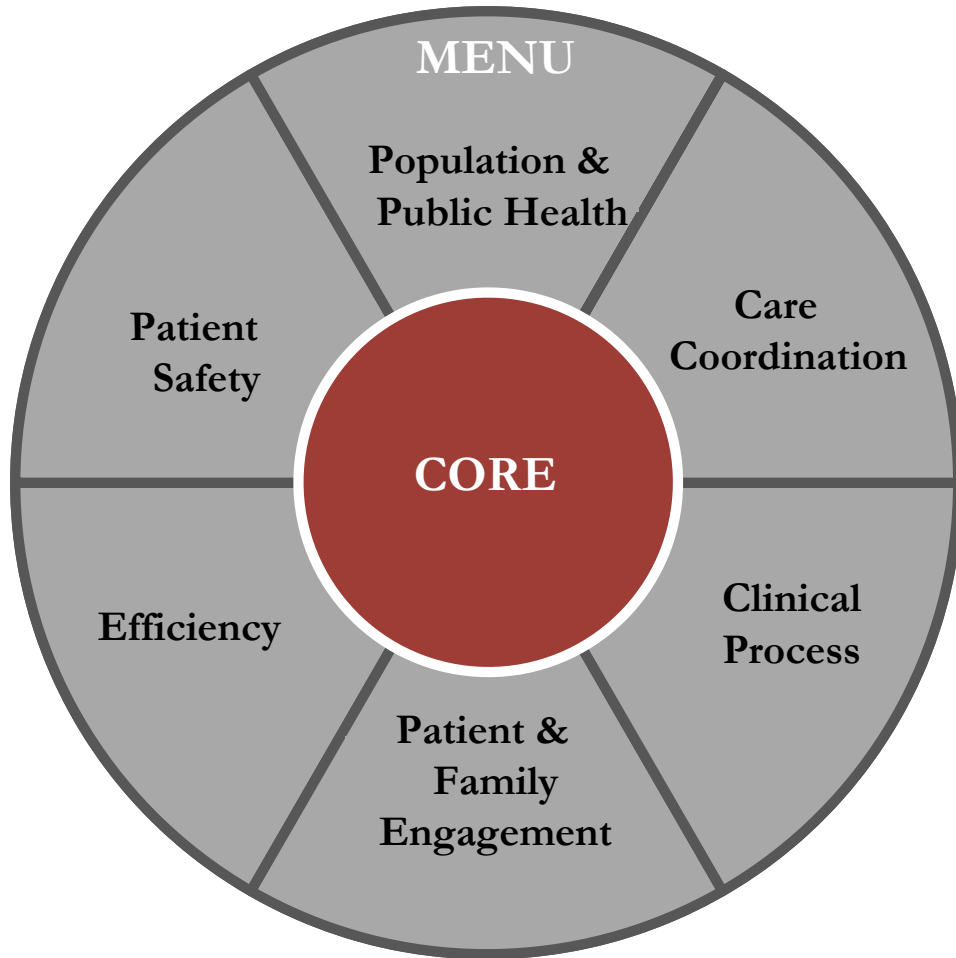 MENU
Population &
Public Health
Care
Coordination
Patient
Safety
CORE
Clinical
Process
Efficiency
Patient &
Family
Engagement